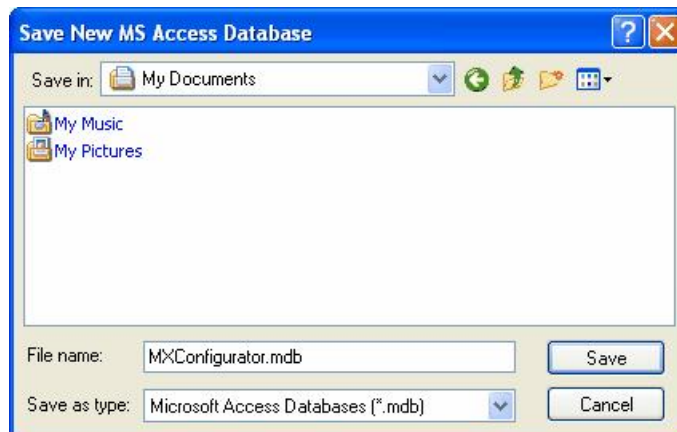 Save New MS Access Database
Save in: My Documents
My Music
My Pictures
File name: MXConfigurator.mdb Save
Save as type: Microsoft Access Databases (*.mdb) Cancel